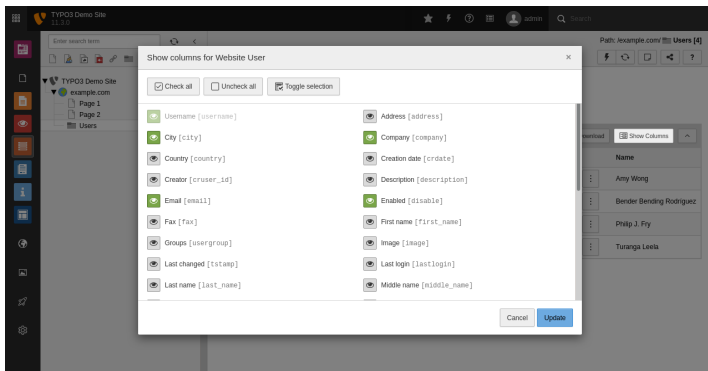 TYPO3 Demo Site
11.3.0
admin
Search
Enter search term
Path: /example.com/ Users [4]
TYPO3 Demo Site
example.com
Page 1
Page 2
Users
Show columns for Website User
Check all
Uncheck all
Toggle selection
Username [username]
Address [address]
City [city]
Company [company]
Country [country]
Creation date [crdate]
Creator [cruser_id]
Description [description]
Email [email]
Enabled [disable]
Fax [fax]
First name [first_name]
Groups [usergroup]
Image [image]
Last changed [tstamp]
Last login [lastlogin]
Last name [last_name]
Middle name [middle_name]
Cancel
Update
Show Columns
Name
Amy Wong
Bender Bending Rodríguez
Philip J. Fry
Turanga Leela